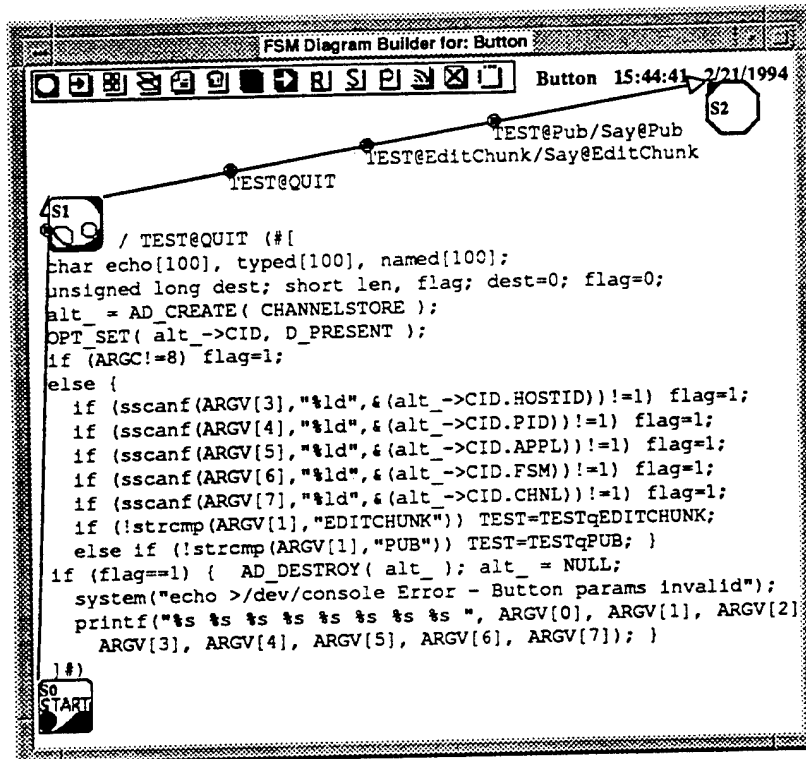 FSM Diagram Builder for: Button
Button 15:44:41 2/21/1994
S2
TEST@Pub/Say@Pub
TEST@EditChunk/Say@EditChunk
TEST@QUIT
S1
/ TEST@QUIT (#[
char echo[100], typed[100], named[100];
unsigned long dest; short len, flag; dest=0; flag=0;
alt_ = AD_CREATE( CHANNELSTORE );
OPT_SET( alt_->CID, D_PRESENT );
if (ARGC!=8) flag=1;
else {
if (sscanf(ARGV[3],"%ld",&(alt_->CID.HOSTID))!=1) flag=1;
if (sscanf(ARGV[4],"%ld",&(alt_->CID.PID))!=1) flag=1;
if (sscanf(ARGV[5],"%ld",&(alt_->CID.APPL))!=1) flag=1;
if (sscanf(ARGV[6],"%ld",&(alt_->CID.FSM))!=1) flag=1;
if (sscanf(ARGV[7],"%ld",&(alt_->CID.CHNL))!=1) flag=1;
if (!strcmp(ARGV[1],"EDITCHUNK")) TEST=TESTqEDITCHUNK;
else if (!strcmp(ARGV[1],"PUB")) TEST=TESTqPUB; }
if (flag==1) { AD_DESTROY( alt_ ); alt_ = NULL;
system("echo >/dev/console Error - Button params invalid");
printf("%s %s %s %s %s %s %s %s ", ARGV[0], ARGV[1], ARGV[2]
ARGV[3], ARGV[4], ARGV[5], ARGV[6], ARGV[7]); }
]#)
S0
START